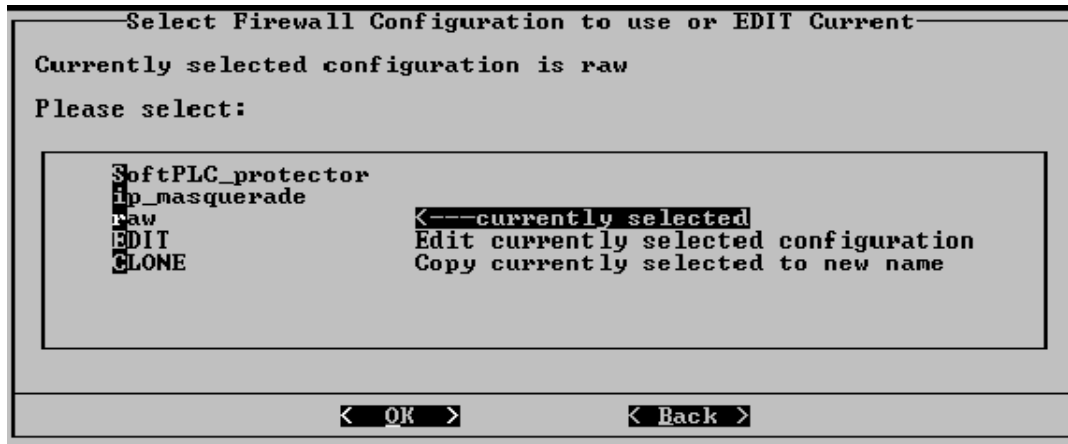 Select Firewall Configuration to use or EDIT Current
Currently selected configuration is raw
Please select:
SoftPLC_protector
ip_masquerade
raw <---currently selected
EDIT Edit currently selected configuration
CLONE Copy currently selected to new name
< OK > < Back >